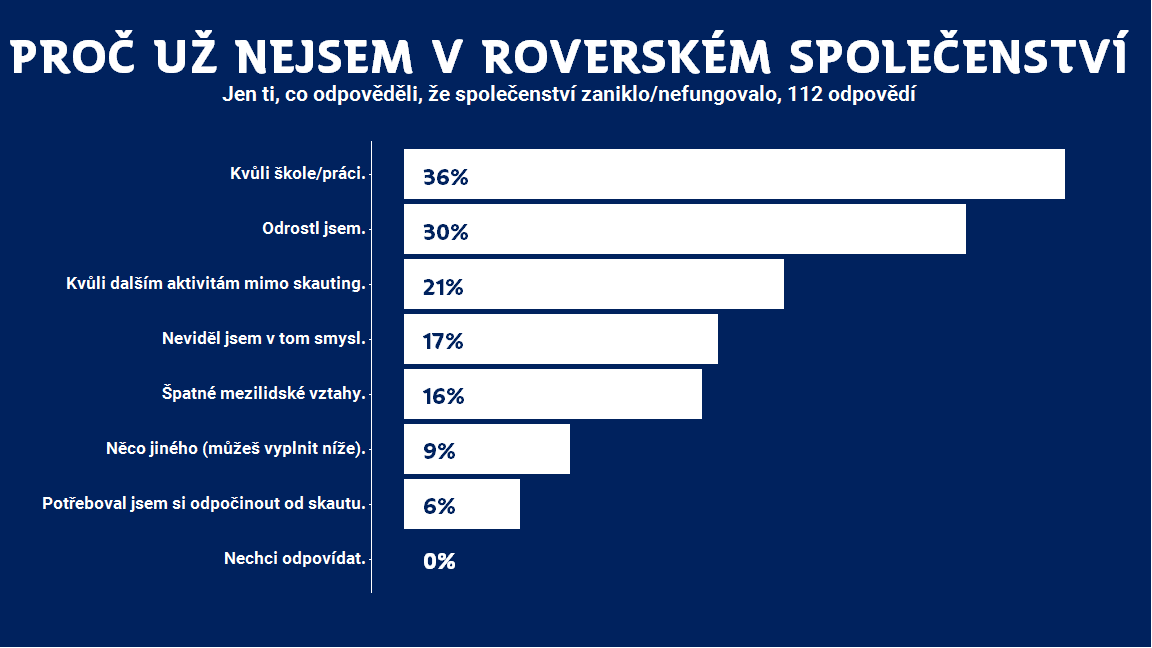 PROČ UŽ NEJSEM V ROVERSKÉM SPOLEČENSTVÍ
Jen ti, co odpověděli, že společenství zaniklo/nefungovalo, 112 odpovědí
Kvůli škole/práci. 36%
Odrostl jsem. 30%
Kvůli dalším aktivitám mimo skauting. 21%
Neviděl jsem v tom smysl. 17%
Špatné mezilidské vztahy. 16%
Něco jiného (můžeš vyplnit níže). 9%
Potřeboval jsem si odpočinout od skautu. 6%
Nechci odpovídat. 0%